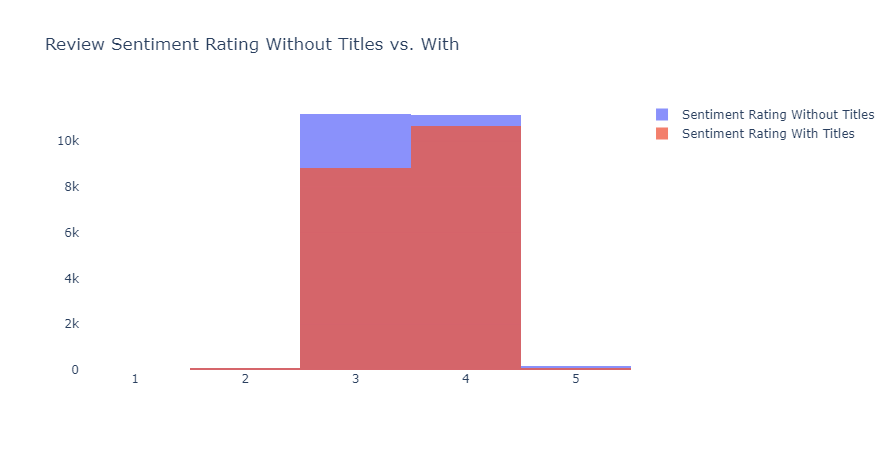 Review Sentiment Rating Without Titles vs. With
Sentiment Rating Without Titles
Sentiment Rating With Titles
10k
8k
6k
4k
2k
0
1 2 3 4 5